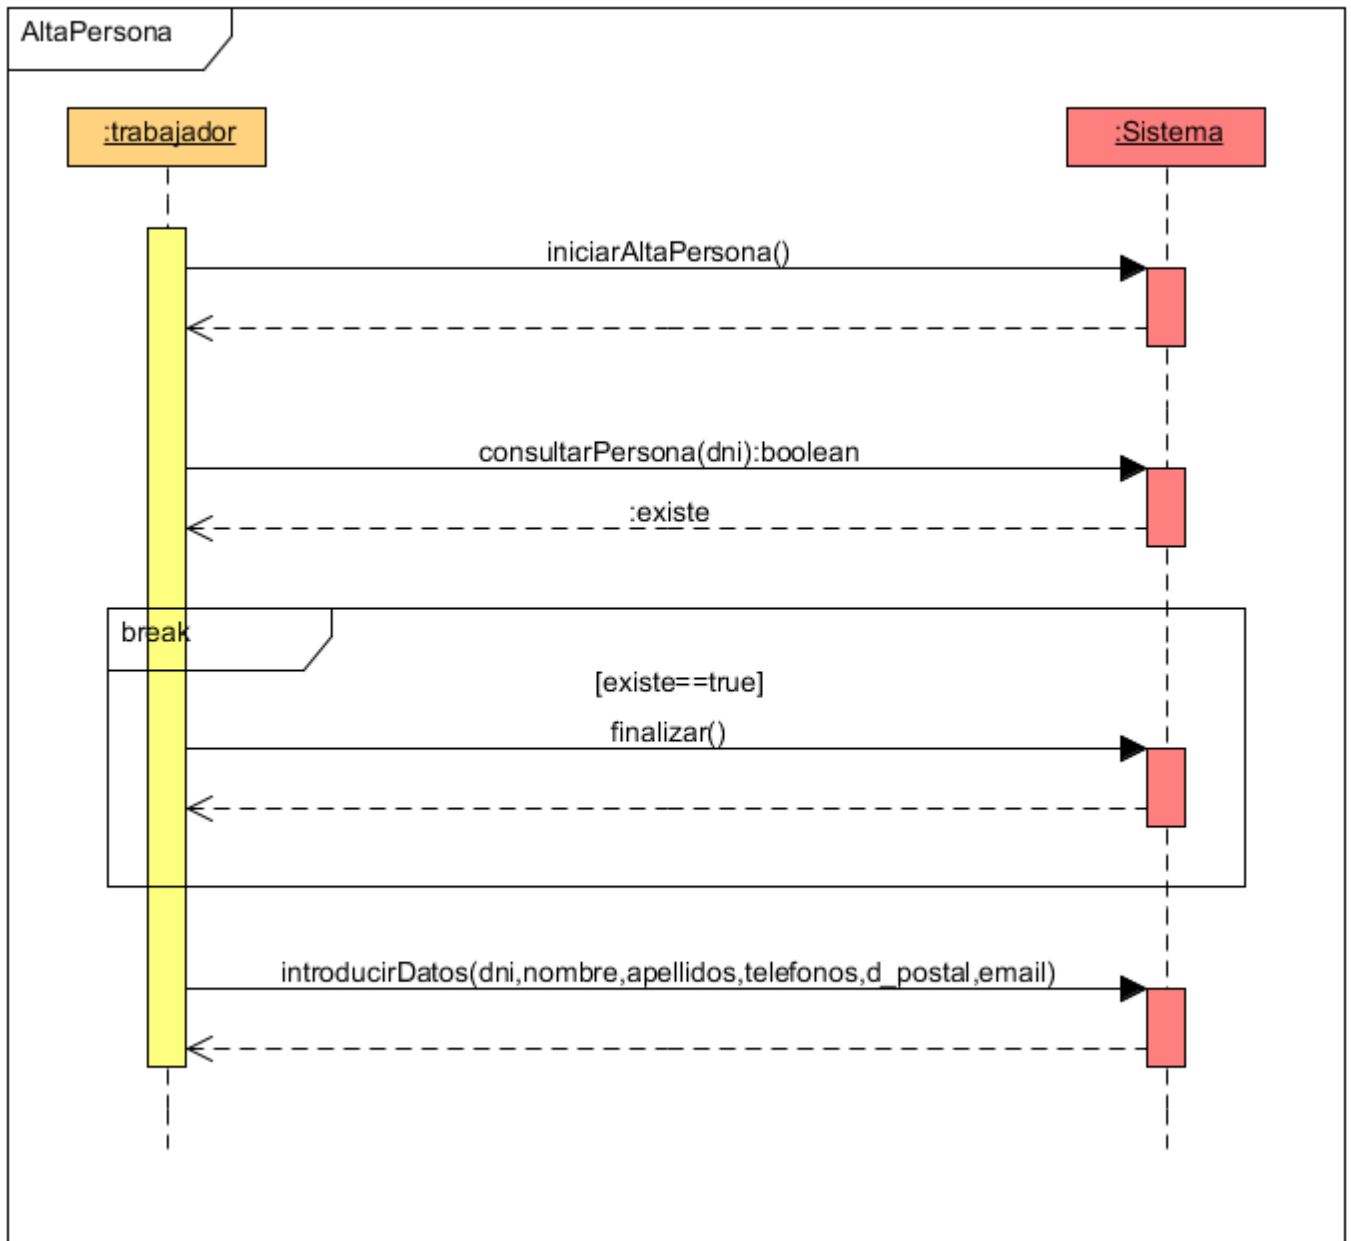 AltaPersona
:trabajador
:Sistema
iniciarAltaPersona()
consultarPersona(dni):boolean
:existe
break
[existe==true]
finalizar()
introducirDatos(dni,nombre,apellidos,telefonos,d_postal,email)